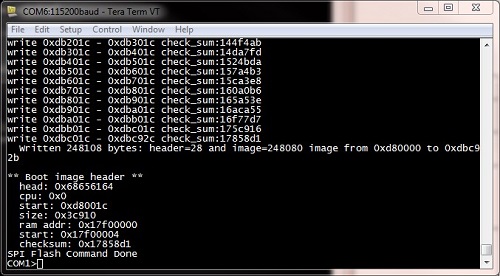 COM6:115200baud - Tera Term VT
File Edit Setup Control Window Help
write 0xdb201c - 0xdb301c check_sum:144f4ab
write 0xdb301c - 0xdb401c check_sum:14da7fd
write 0xdb401c - 0xdb501c check_sum:1524bda
write 0xdb501c - 0xdb601c check_sum:157a4b3
write 0xdb601c - 0xdb701c check_sum:15ca3e8
write 0xdb701c - 0xdb801c check_sum:160a0b6
write 0xdb801c - 0xdb901c check_sum:165a53e
write 0xdb901c - 0xdba01c check_sum:16aca55
write 0xdba01c - 0xdbb01c check_sum:16f77d7
write 0xdbb01c - 0xdbc01c check_sum:175c916
write 0xdbc01c - 0xdbc92c check_sum:17858d1
Written 248108 bytes: header=28 and image=248080 image from 0xd80000 to 0xdbc9
2b
** Boot image header **
head: 0x68656164
cpu: 0x0
start: 0xd8001c
size: 0x3c910
ram addr: 0x17f00000
start: 0x17f00004
checksum: 0x17858d1
SPI Flash Command Done
COM1>